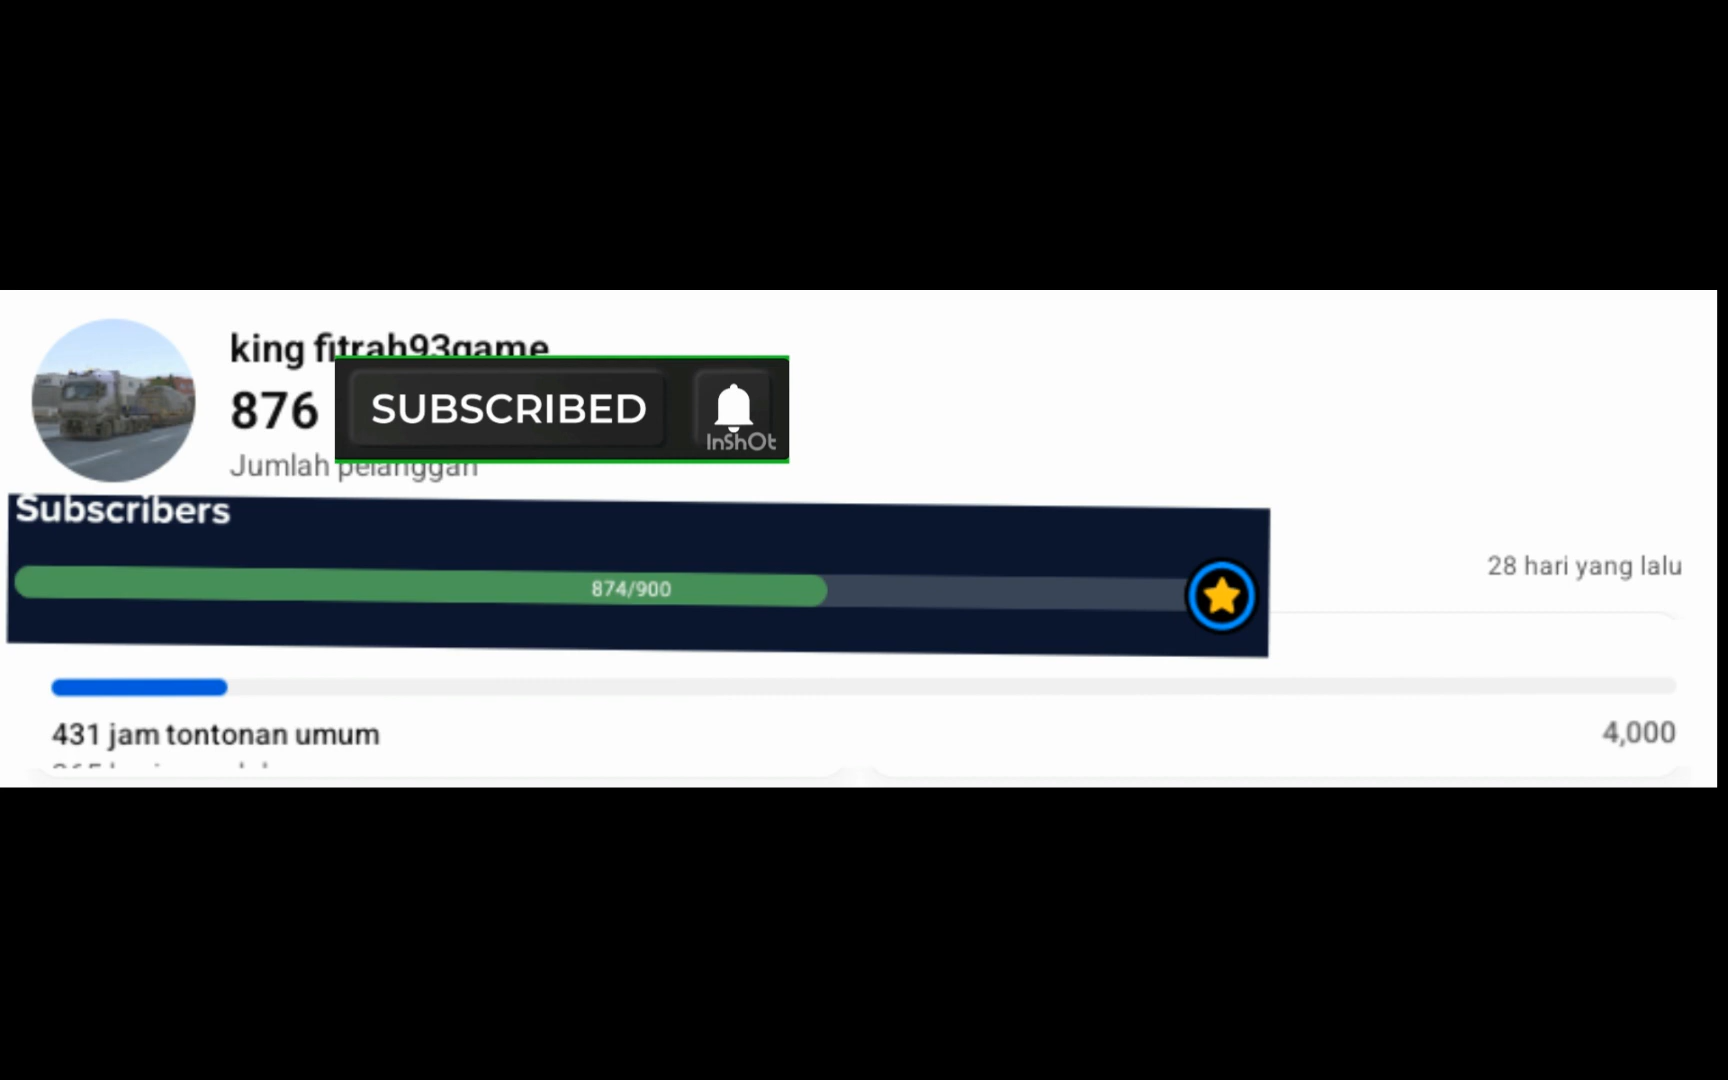 king fitrah93game
876
SUBSCRIBED
InShOt
Jumlah pelanggan
Subscribers
874/900
28 hari yang lalu
431 jam tontonan umum
4,000